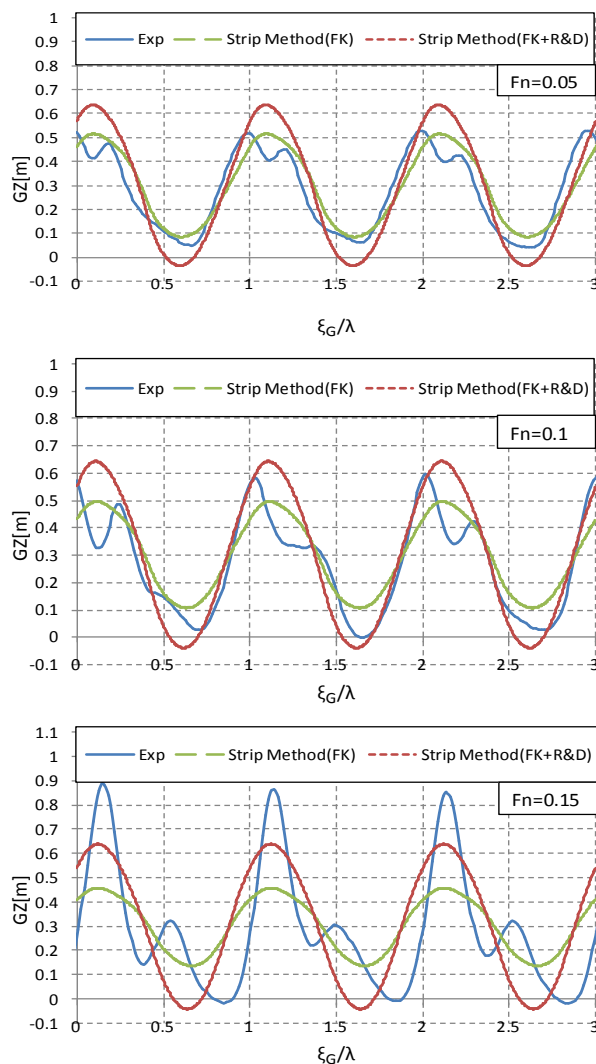 1
Exp Strip Method(FK) Strip Method(FK+R&D)
0.9
0.8
Fn=0.05
0.7
0.6
0.5
0.4
0.3
0.2
0.1
0
-0.1
GZ[m]
0 0.5 1 1.5 2 2.5 3
ξG/λ
1
0.9
Exp Strip Method(FK) Strip Method(FK+R&D)
0.8
Fn=0.1
0.7
0.6
0.5
0.4
0.3
0.2
0.1
0
-0.1
GZ[m]
0 0.5 1 1.5 2 2.5 3
ξG/λ
1.1
1
Exp Strip Method(FK) Strip Method(FK+R&D)
0.9
0.8
Fn=0.15
0.7
0.6
0.5
0.4
0.3
0.2
0.1
0
-0.1
GZ[m]
0 0.5 1 1.5 2 2.5 3
ξG/λ